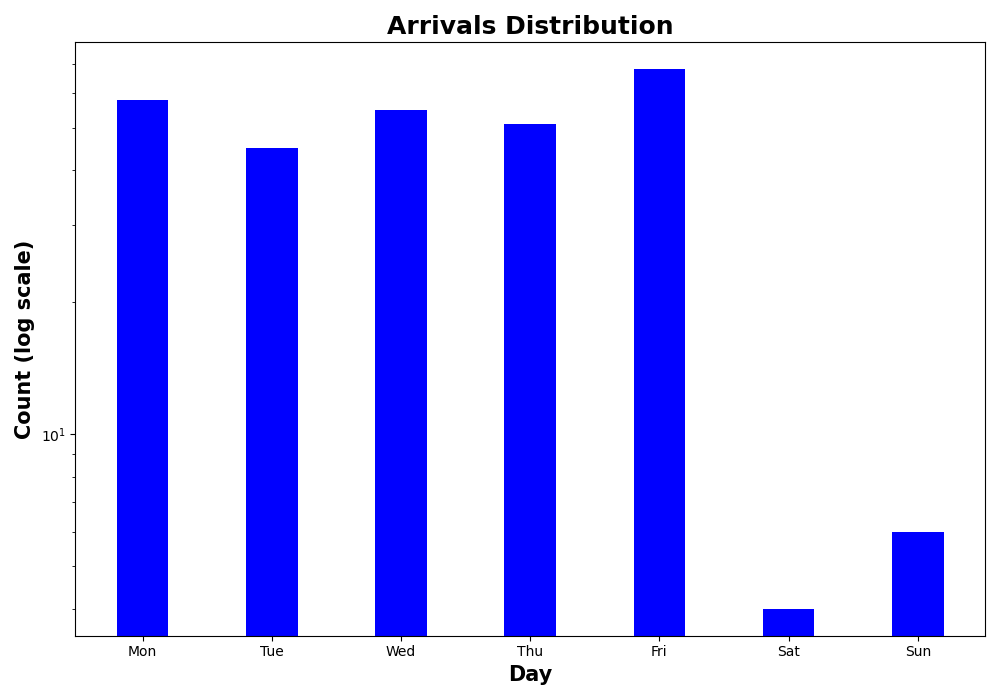 Arrivals Distribution
Count (log scale)
10¹
Mon Tue Wed Thu Fri Sat Sun
Day